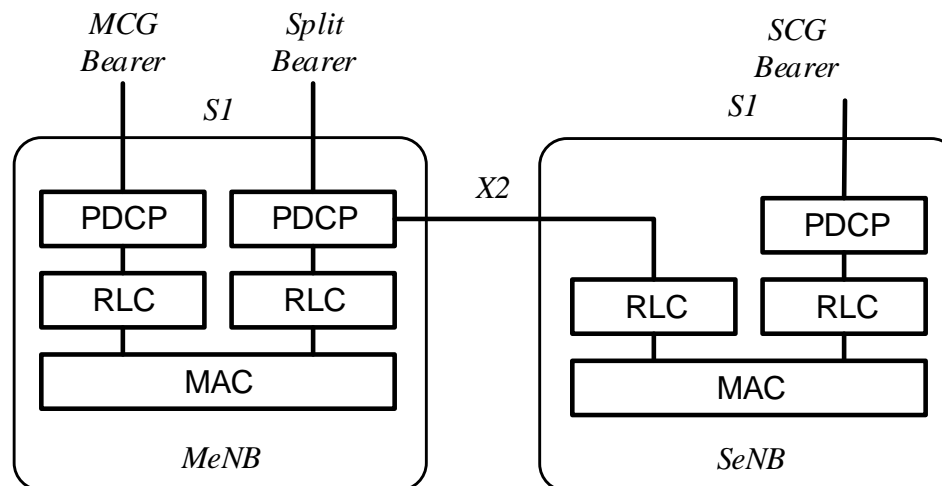 MCG
Bearer
Split
Bearer
SCG
Bearer
S1
S1
X2
PDCP
PDCP
PDCP
RLC
RLC
RLC
RLC
MAC
MAC
MeNB
SeNB